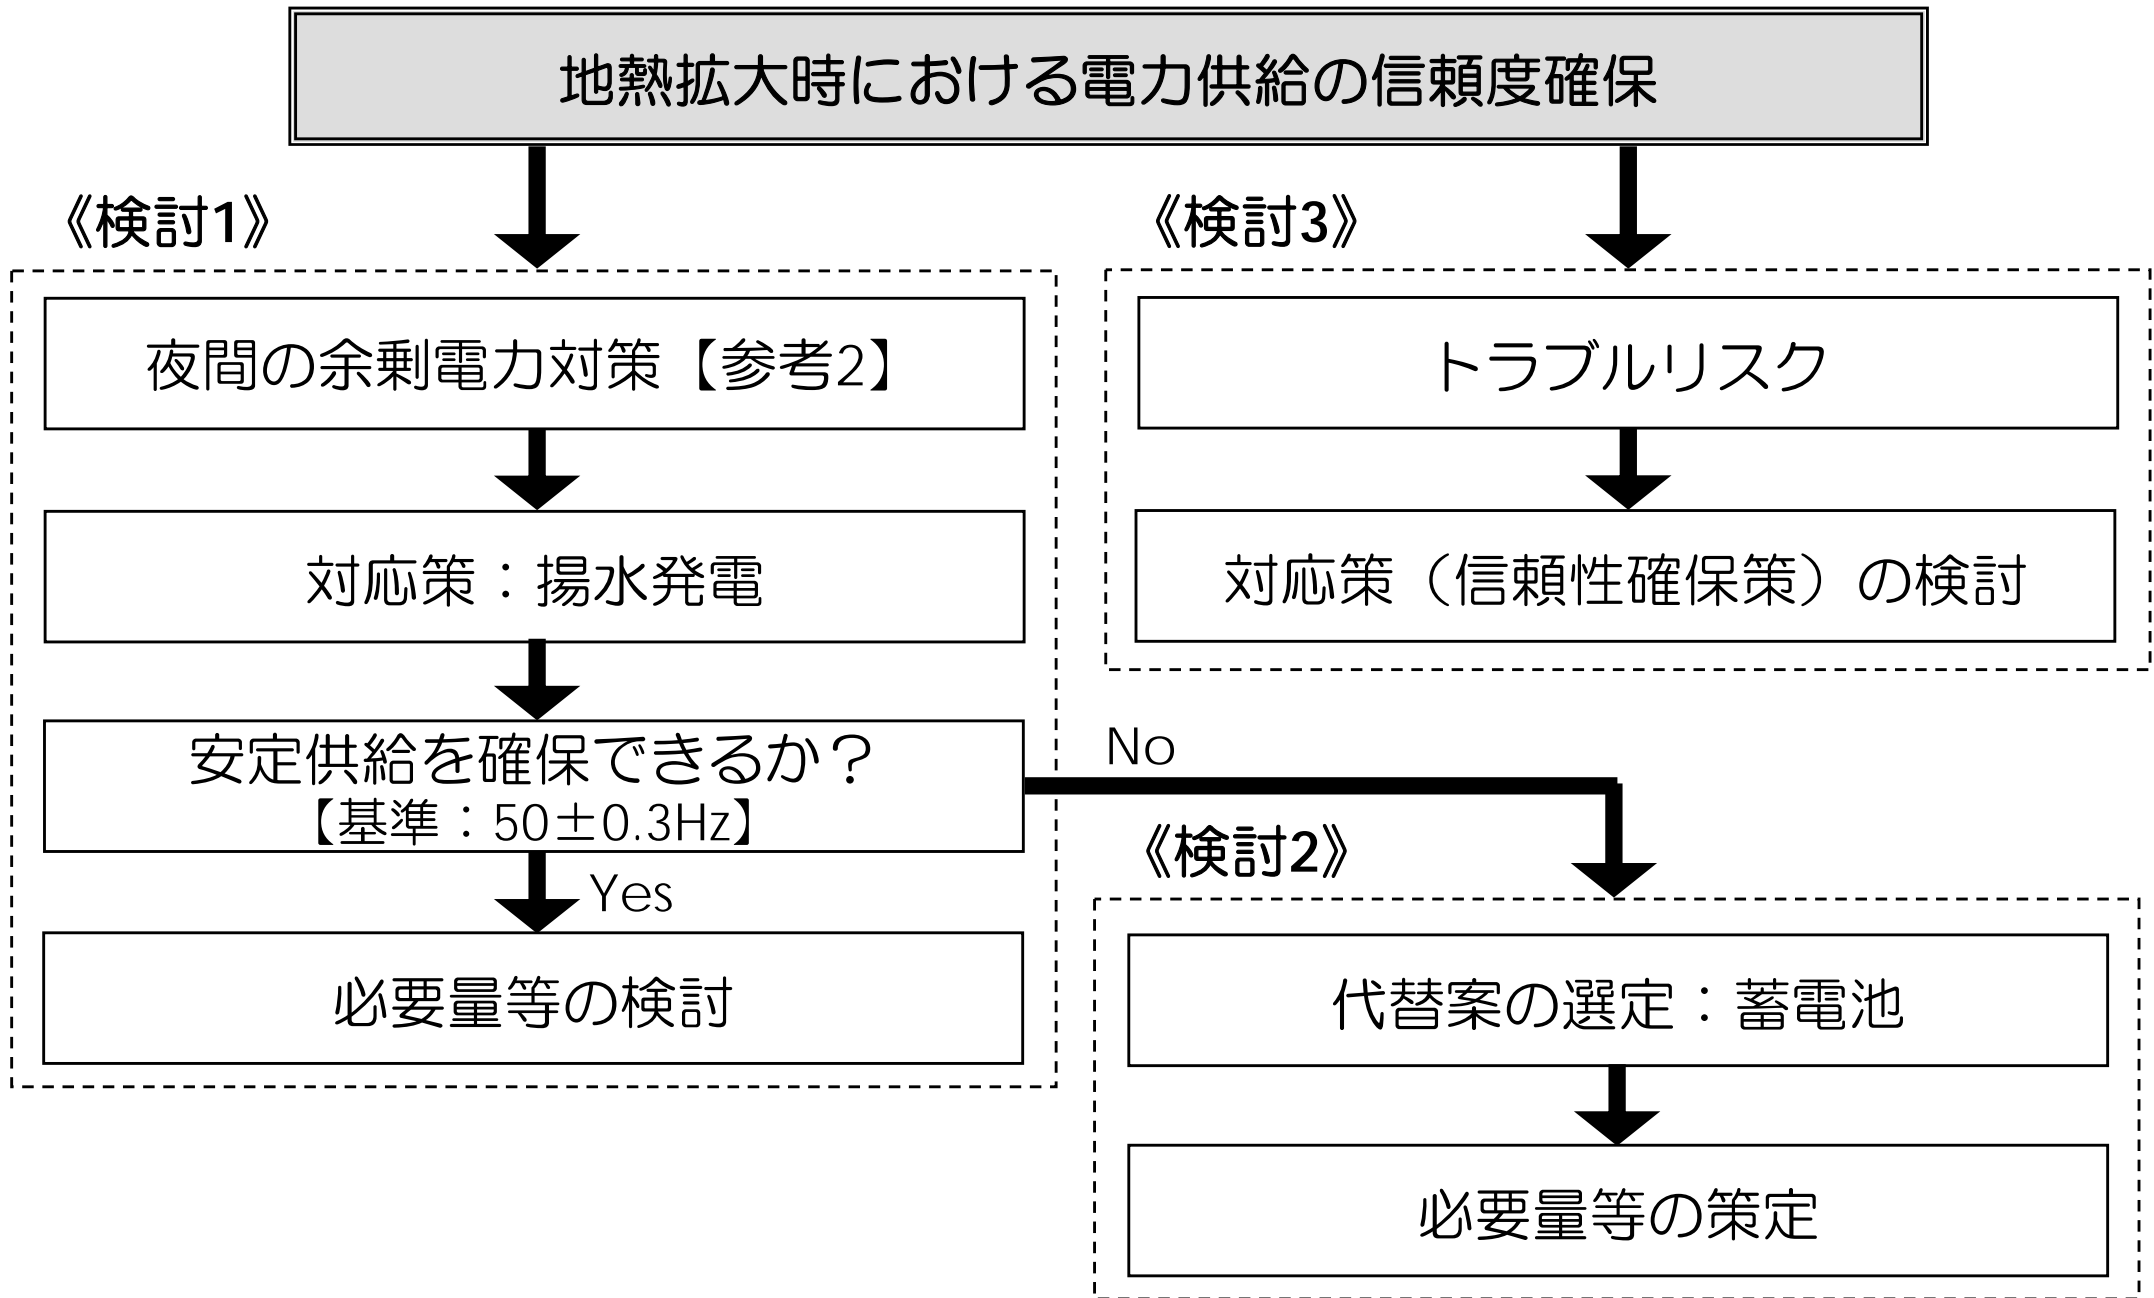 地熱拡大時における電力供給の信頼度確保
《検討1》
夜間の余剰電力対策【参考2】
対応策：揚水発電
安定供給を確保できるか？
【基準：50±0.3Hz】
Yes
必要量等の検討
No
《検討2》
代替案の選定：蓄電池
必要量等の策定
《検討3》
トラブルリスク
対応策（信頼性確保策）の検討